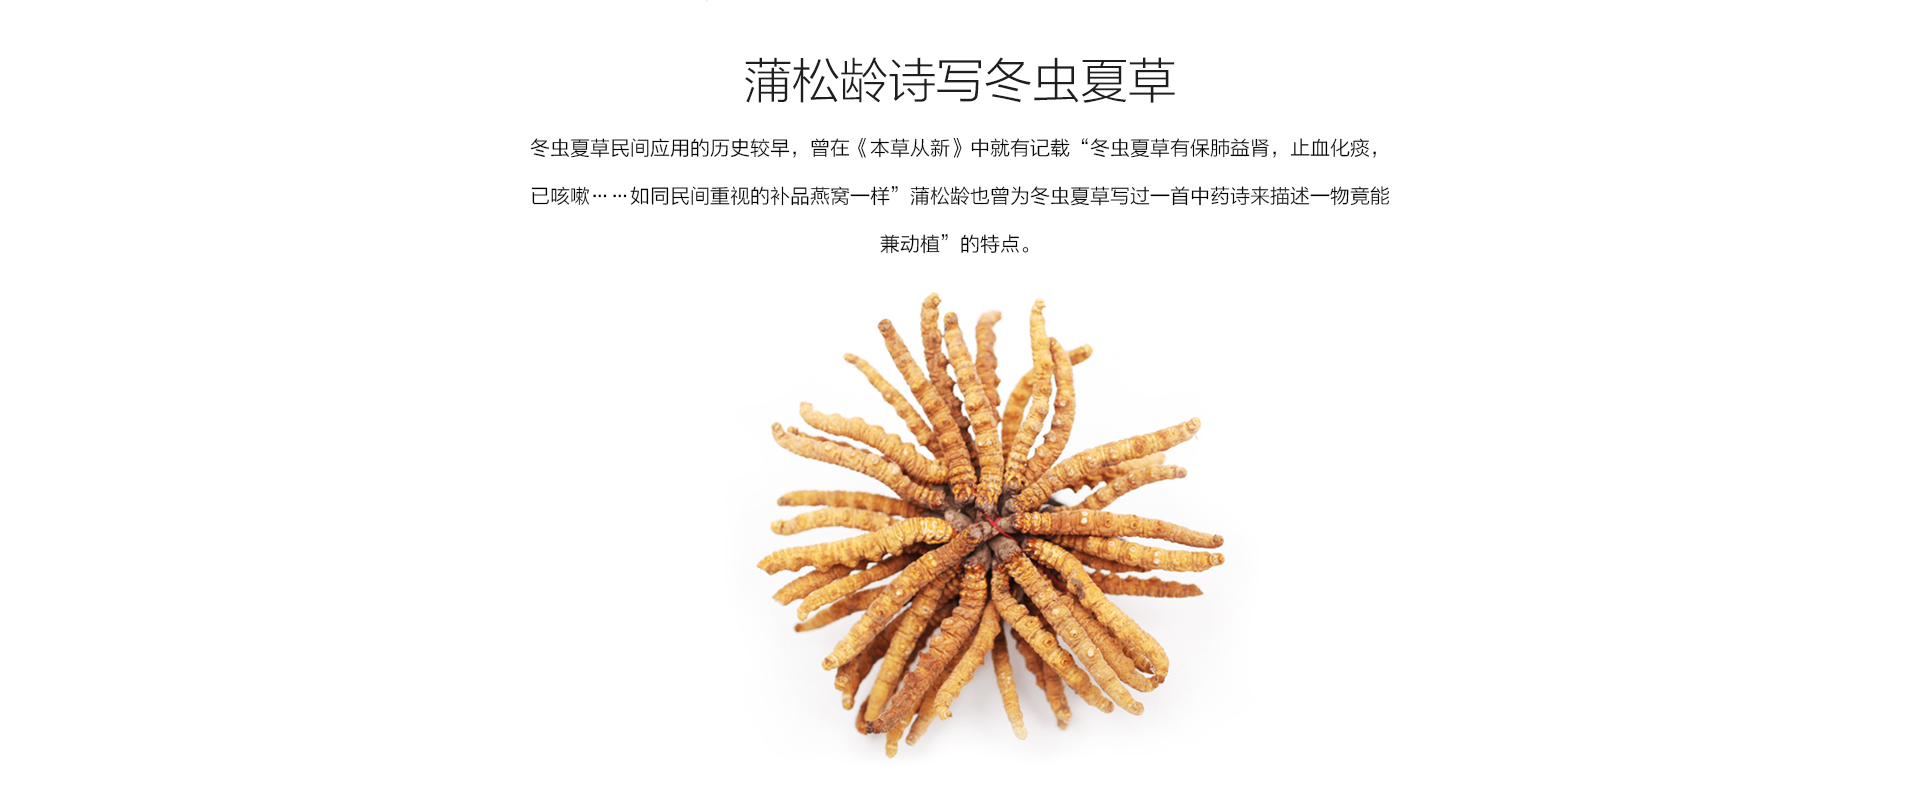 蒲松龄诗写冬虫夏草
冬虫夏草民间应用的历史较早，曾在《本草从新》中就有记载“冬虫夏草有保肺益肾，止血化痰，
已咳嗽……如同民间重视的补品燕窝一样”蒲松龄也曾为冬虫夏草写过一首中药诗来描述一物竟能
兼动植”的特点。